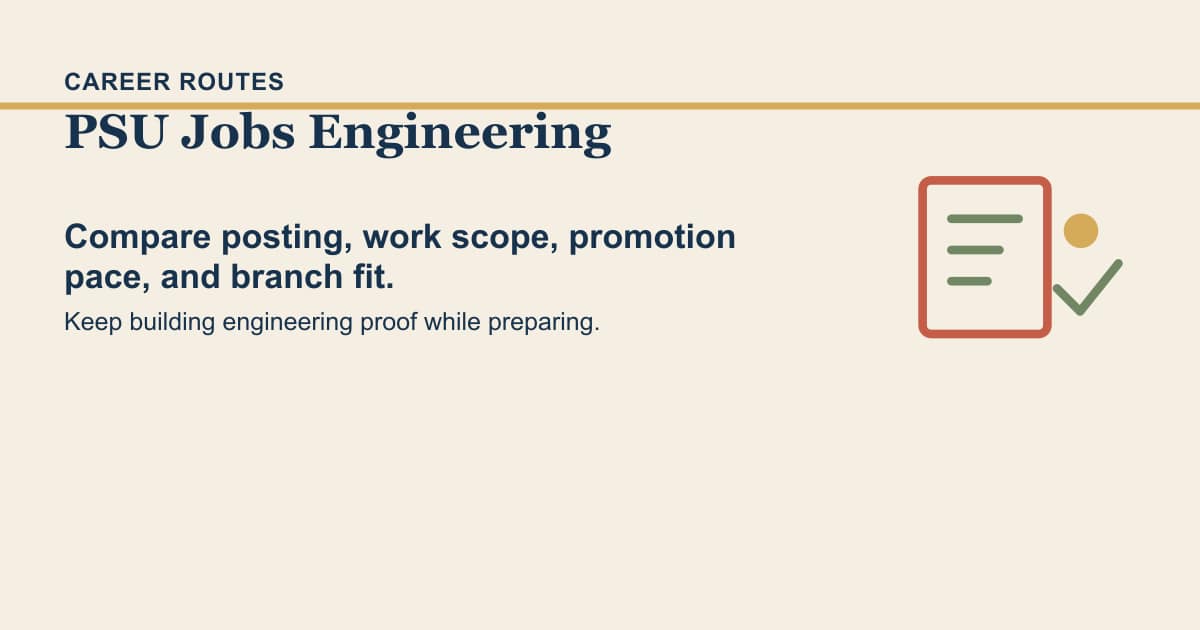 CAREER ROUTES
PSU Jobs Engineering
Compare posting, work scope, promotion
pace, and branch fit.
Keep building engineering proof while preparing.